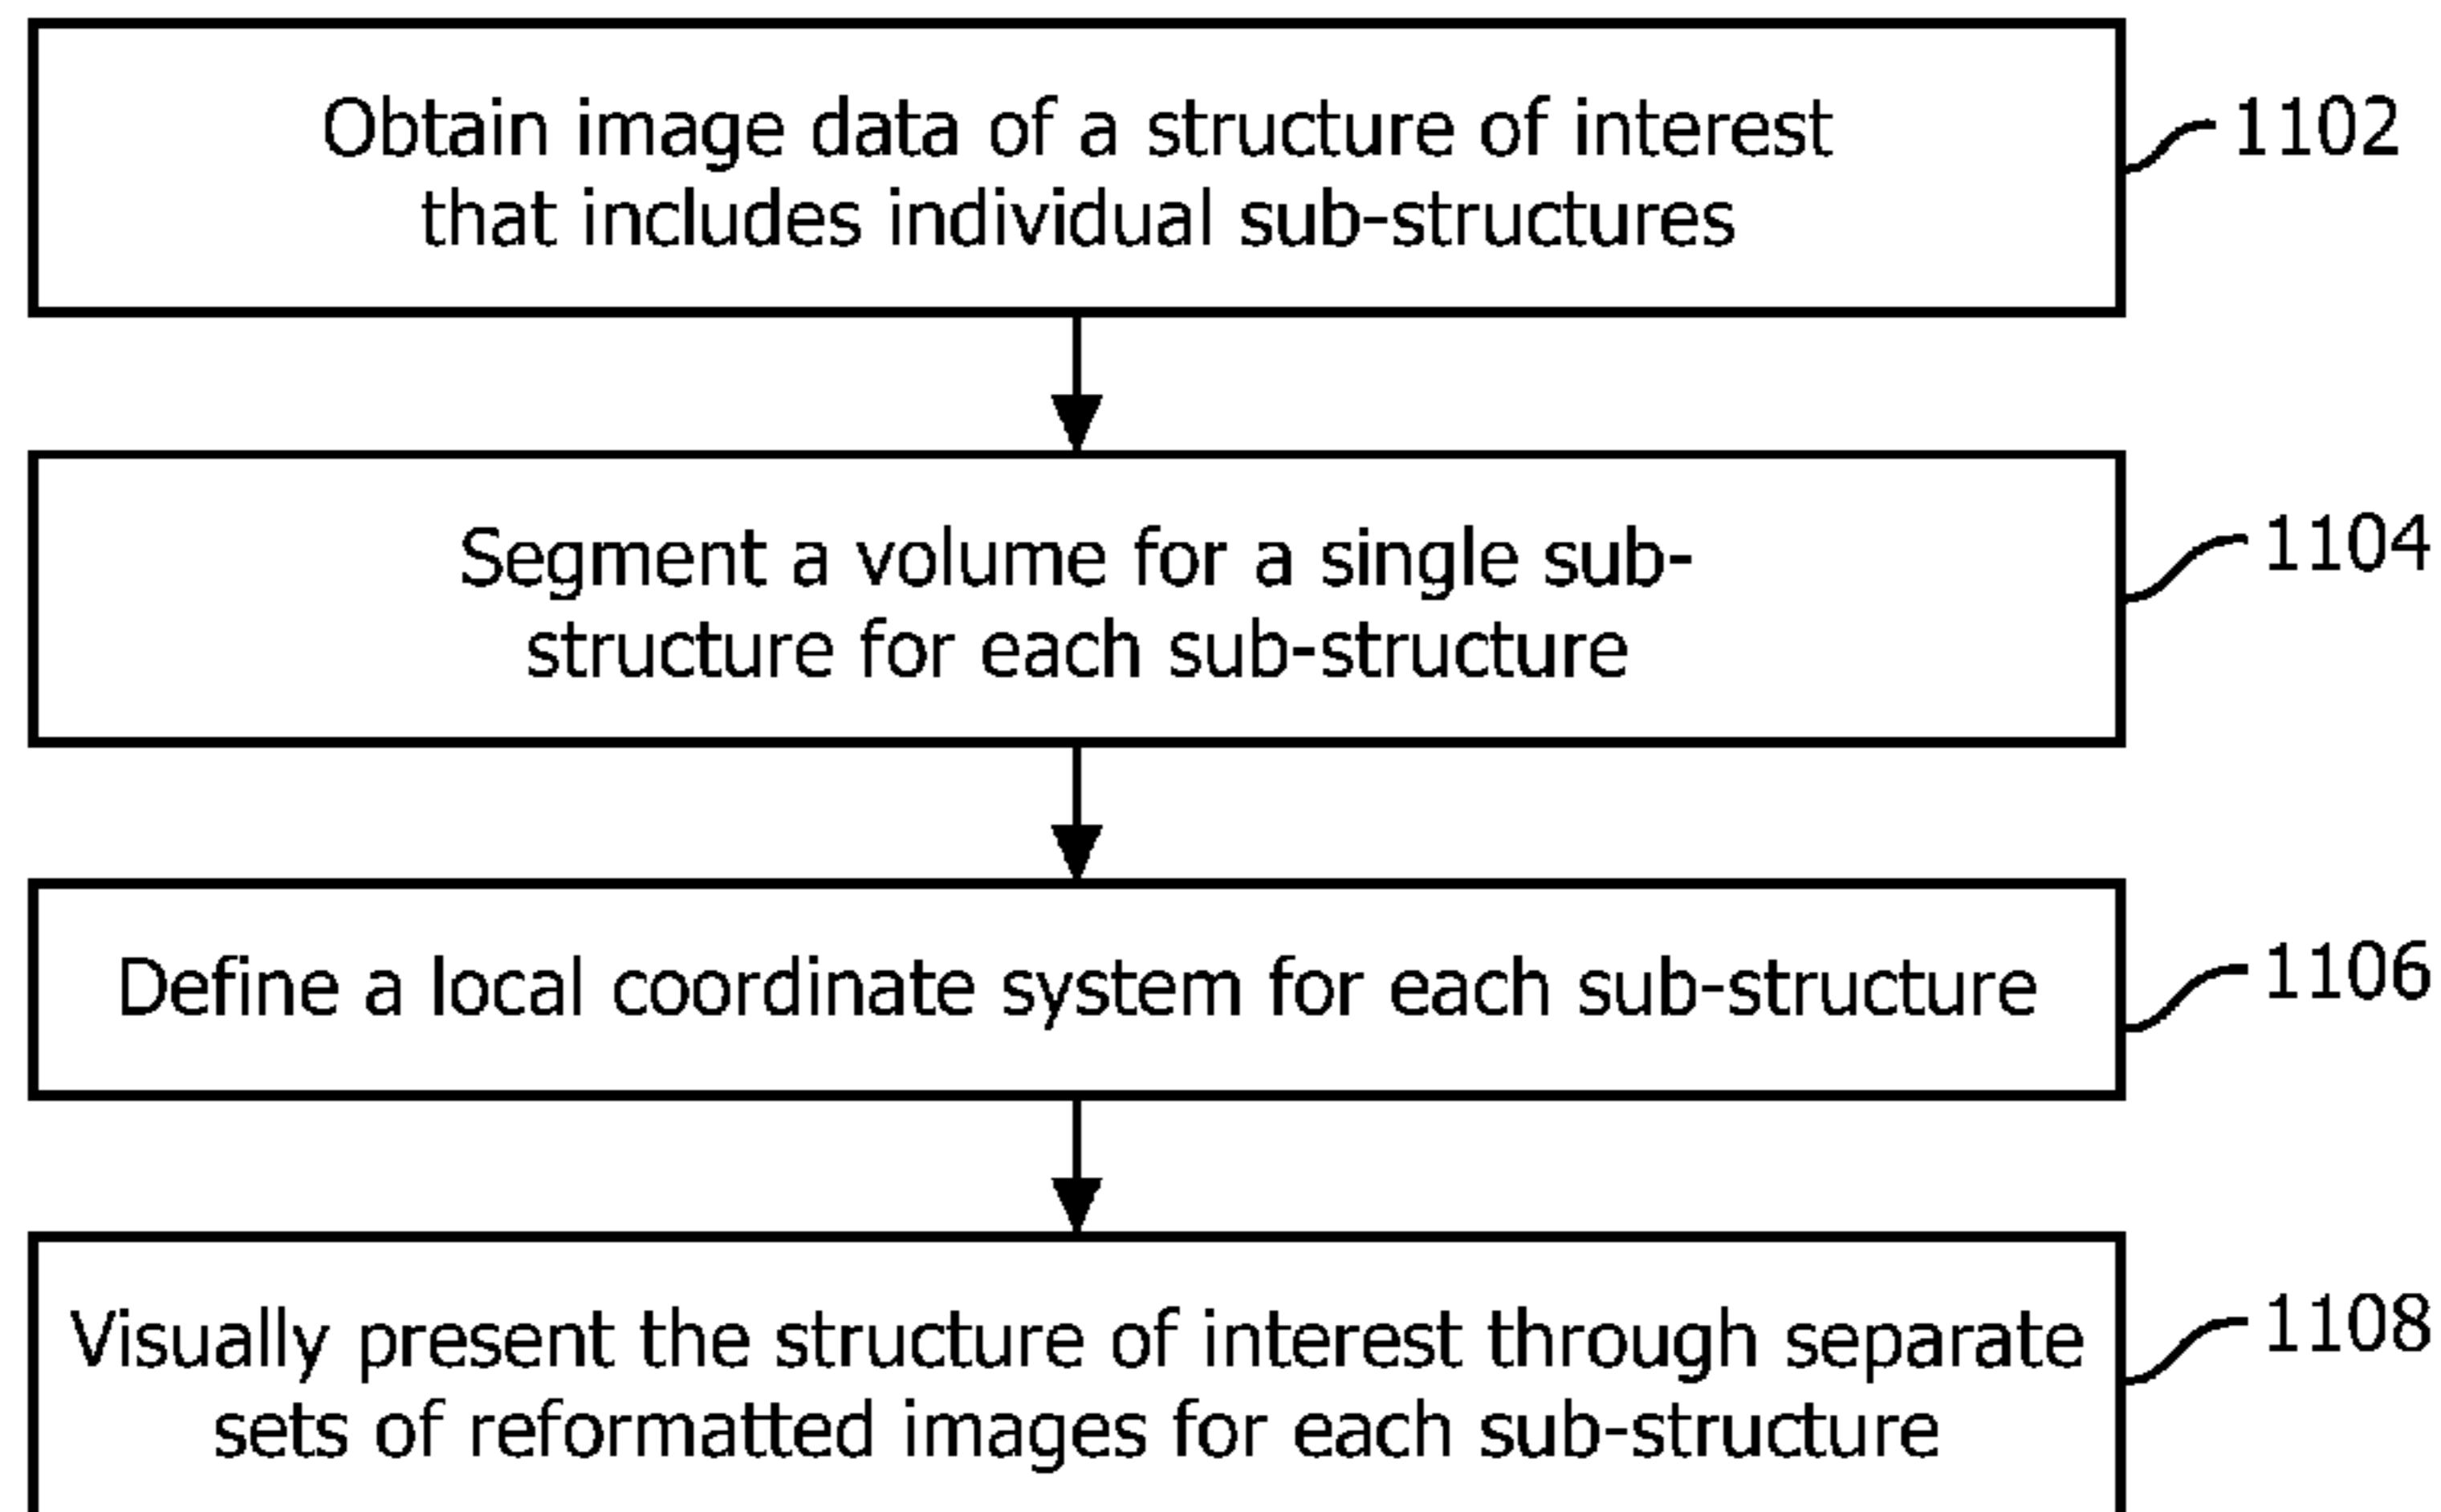 Obtain image data of a structure of interest
that includes individual sub-structures
1102
Segment a volume for a single sub-
structure for each sub-structure
1104
Define a local coordinate system for each sub-structure
1106
Visually present the structure of interest through separate
sets of reformatted images for each sub-structure
1108